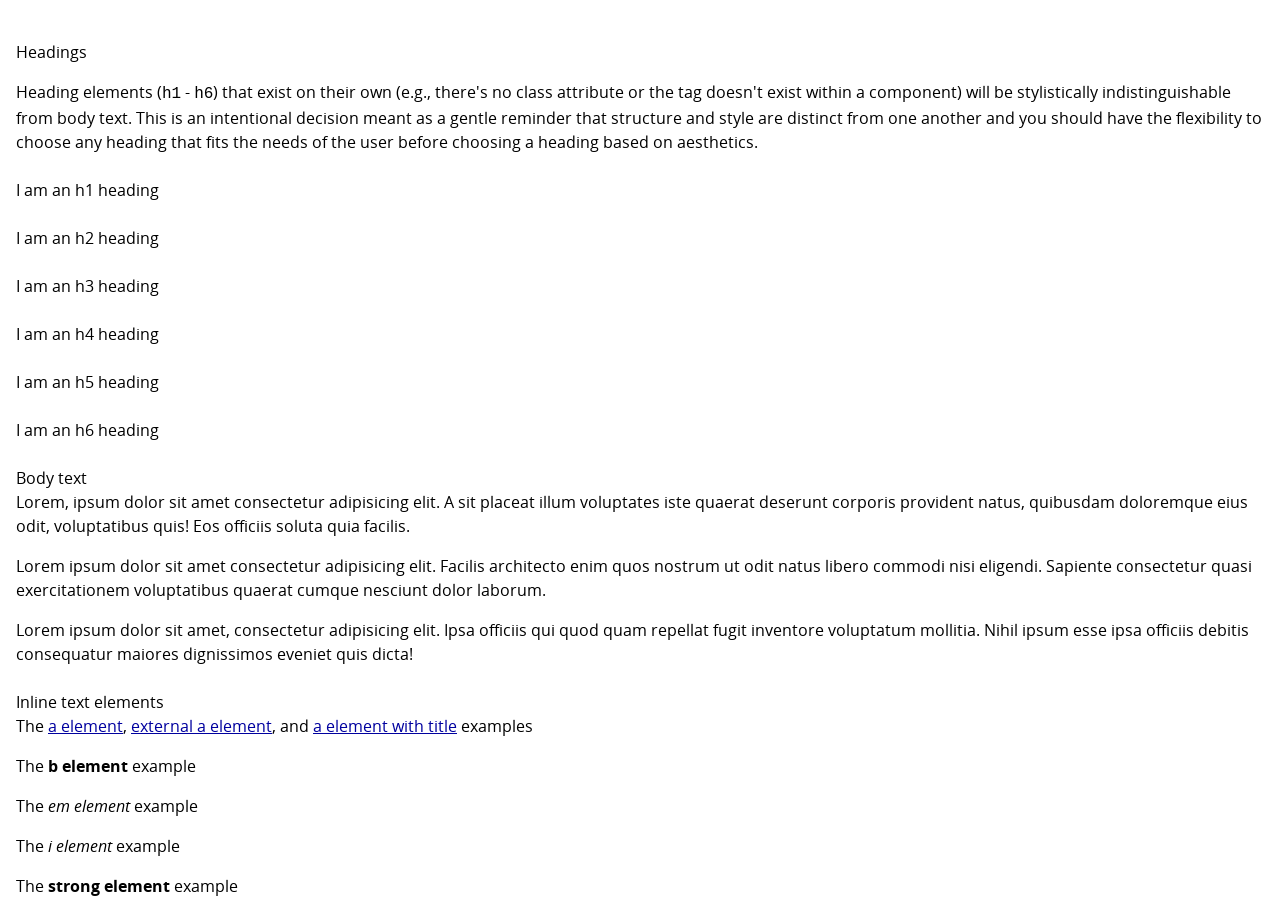 Headings
Heading elements (h1 - h6) that exist on their own (e.g., there's no class attribute or the tag doesn't exist within a component) will be stylistically indistinguishable
from body text. This is an intentional decision meant as a gentle reminder that structure and style are distinct from one another and you should have the flexibility to
choose any heading that fits the needs of the user before choosing a heading based on aesthetics.
I am an h1 heading
I am an h2 heading
I am an h3 heading
I am an h4 heading
I am an h5 heading
I am an h6 heading
Body text
Lorem, ipsum dolor sit amet consectetur adipisicing elit. A sit placeat illum voluptates iste quaerat deserunt corporis provident natus, quibusdam doloremque eius
odit, voluptatibus quis! Eos officiis soluta quia facilis.
Lorem ipsum dolor sit amet consectetur adipisicing elit. Facilis architecto enim quos nostrum ut odit natus libero commodi nisi eligendi. Sapiente consectetur quasi
exercitationem voluptatibus quaerat cumque nesciunt dolor laborum.
Lorem ipsum dolor sit amet, consectetur adipisicing elit. Ipsa officiis qui quod quam repellat fugit inventore voluptatum mollitia. Nihil ipsum esse ipsa officiis debitis
consequatur maiores dignissimos eveniet quis dicta!
Inline text elements
The a element, external a element, and a element with title examples
The b element example
The em element example
The i element example
The strong element example